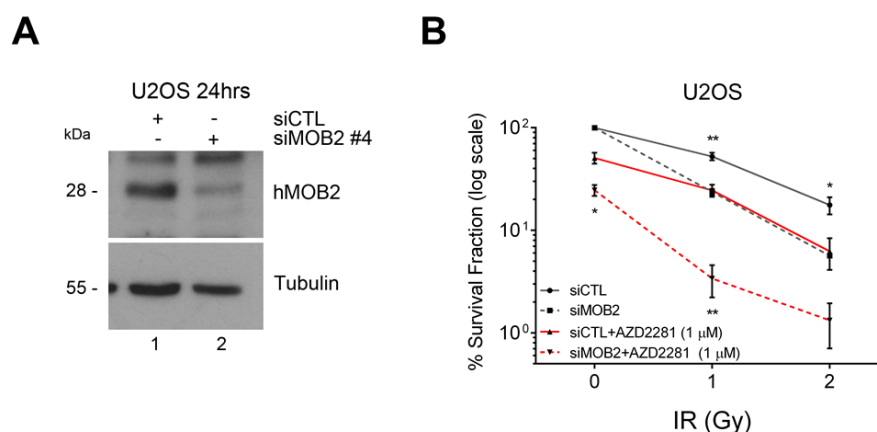 A
U2OS 24hrs
+ - siCTL
kDa - + siMOB2 #4
28 - hMOB2
55 - Tubulin
1 2
B
U2OS
% Survival Fraction (log scale)
10²
10¹
10⁰
**
*
*
**
siCTL
siMOB2
siCTL+AZD2281 (1 µM)
siMOB2+AZD2281 (1 µM)
0 1 2
IR (Gy)